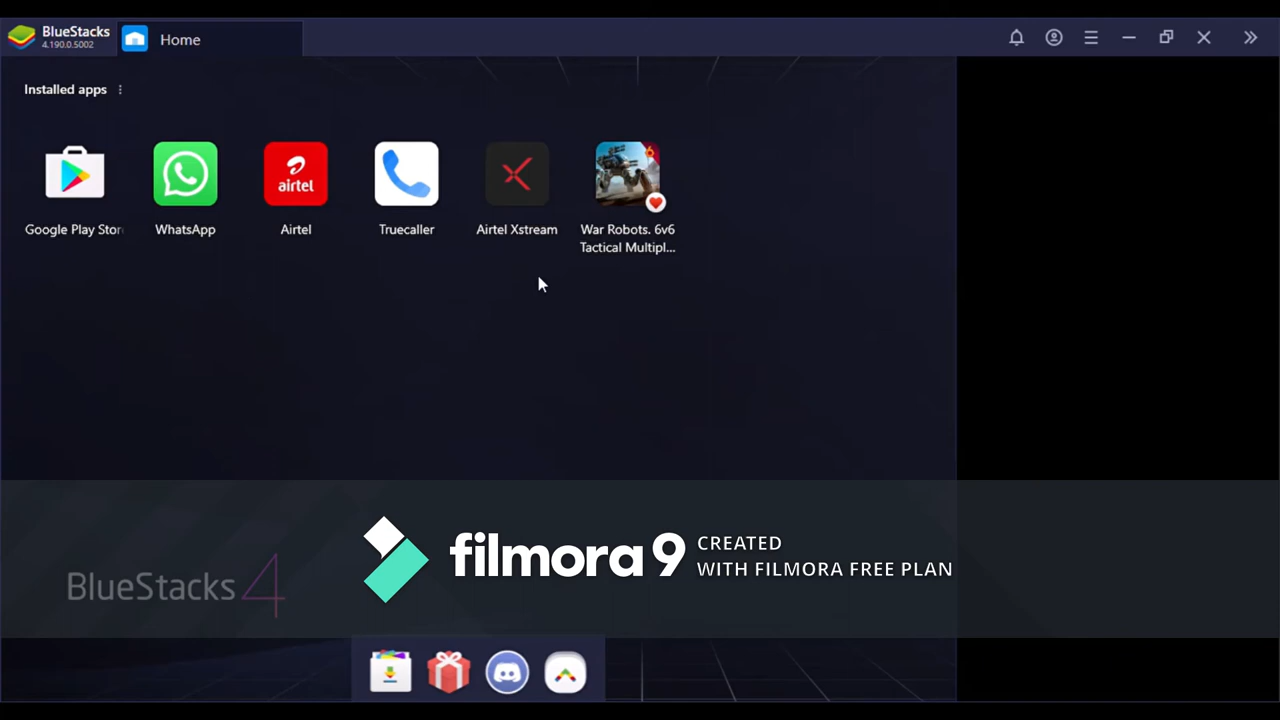 BlueStacks
4.190.0.5002
Home
Installed apps
airtel
6
Google Play Stor
WhatsApp
Airtel
Truecaller
Airtel Xstream
War Robots. 6v6
Tactical Multipl...
filmora 9
CREATED
WITH FILMORA FREE PLAN
BlueStacks 4